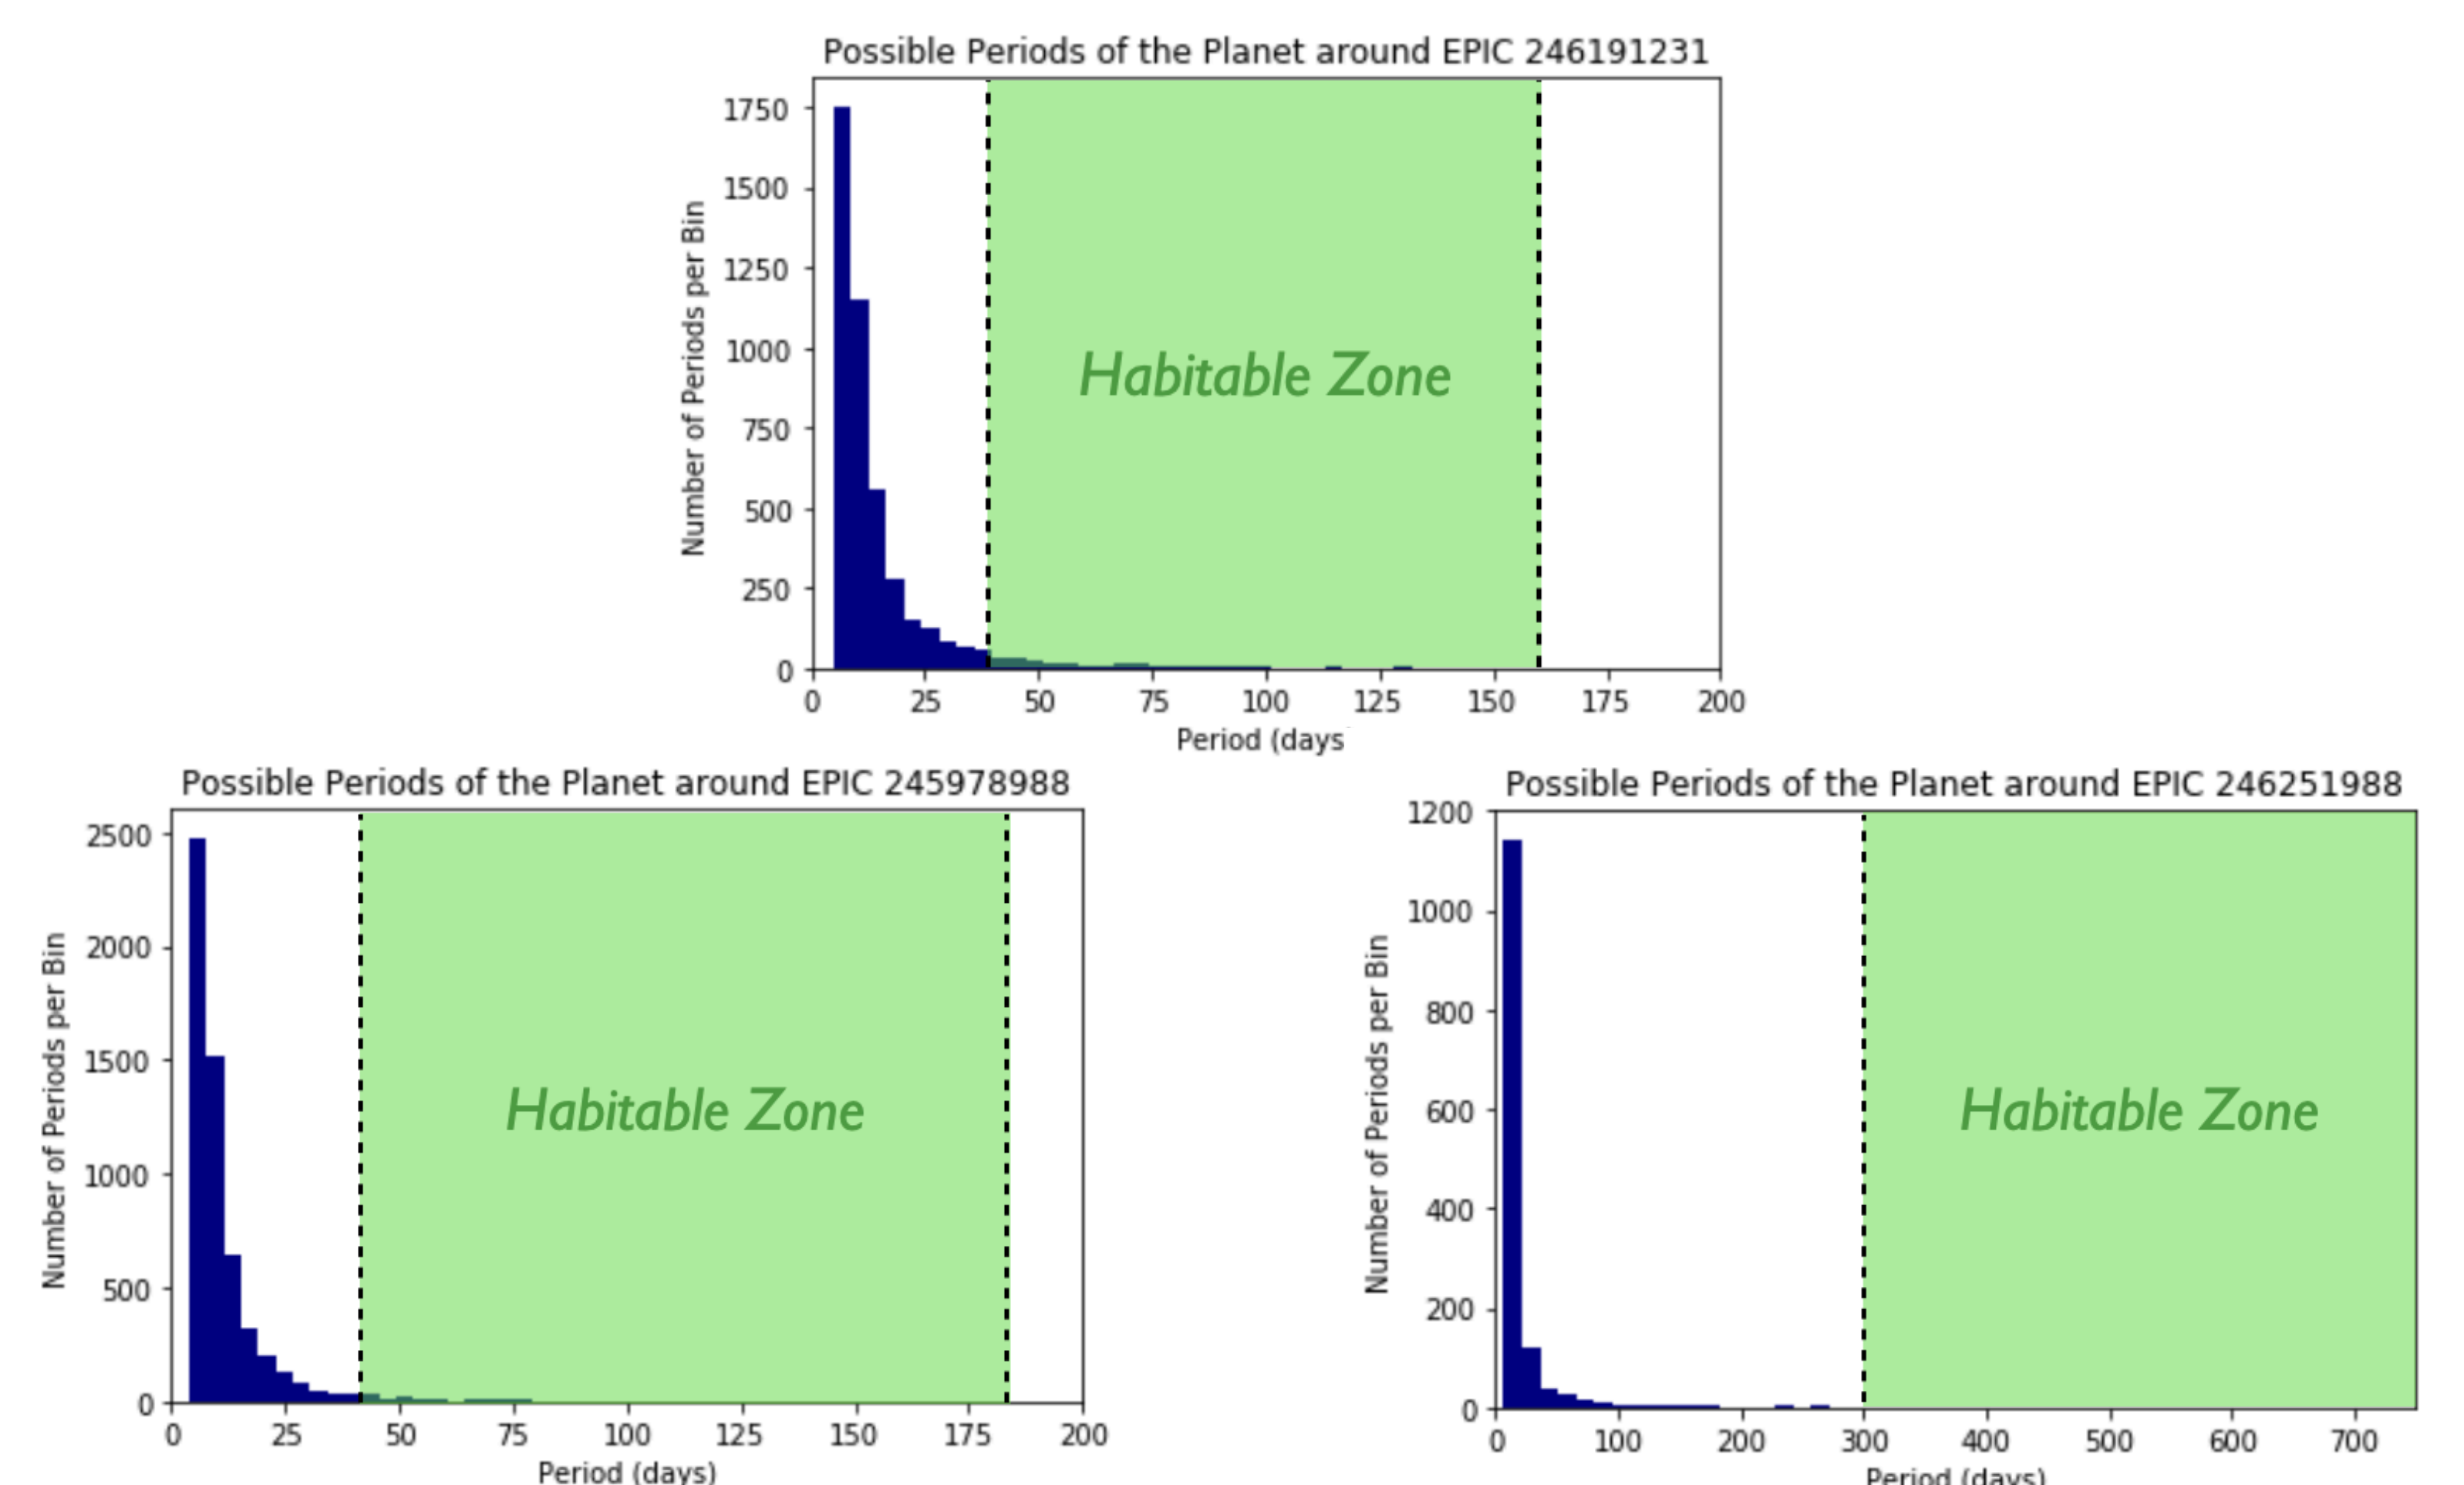 Possible Periods of the Planet around EPIC 246191231
Number of Periods per Bin
1750
1500
1250
1000
750
500
250
0
Habitable Zone
0 25 50 75 100 125 150 175 200
Period (days
Possible Periods of the Planet around EPIC 245978988
Number of Periods per Bin
2500
2000
1500
1000
500
0
Habitable Zone
0 25 50 75 100 125 150 175 200
Period (days)
Possible Periods of the Planet around EPIC 246251988
Number of Periods per Bin
1200
1000
800
600
400
200
0
Habitable Zone
0 100 200 300 400 500 600 700
Period (days)